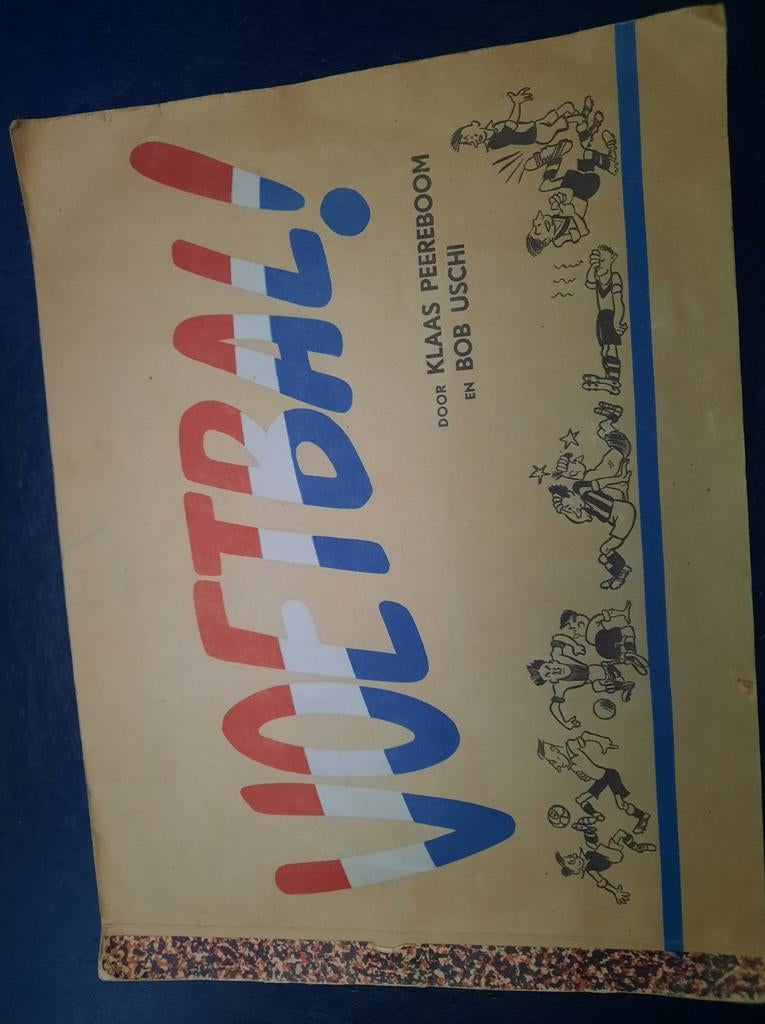 VOETBAL!
DOOR KLAAS PEEREBOOM
EN BOB USCHI